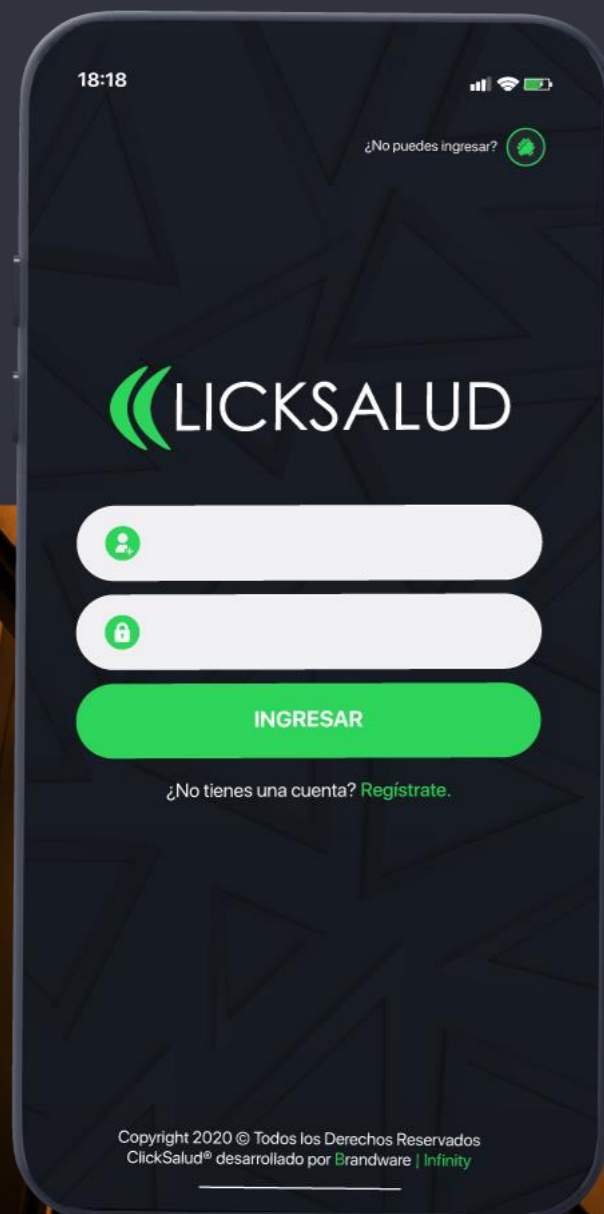 18:18
¿No puedes ingresar?
CLICKSALUD
INGRESAR
¿No tienes una cuenta? Regístrate.
Copyright 2020 © Todos los Derechos Reservados
ClickSalud® desarrollado por Brandware | Infinity